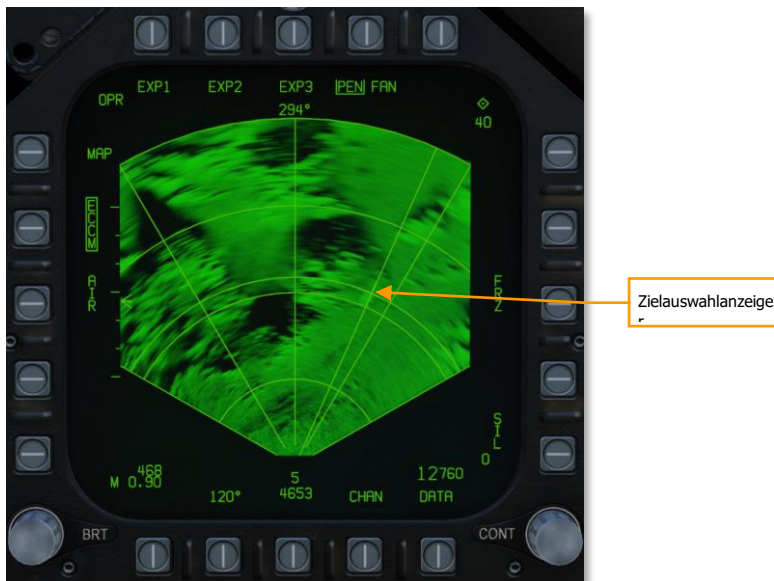 EXP1 EXP2 EXP3 PEN FAN
OPR
294°
40
MAP
ECCM
AIR
FRZ
SIL
0
468
M 0.90
120°
5
4653
CHAN
12760
DATA
BRT
CONT
Zielauswahlanzeige
r